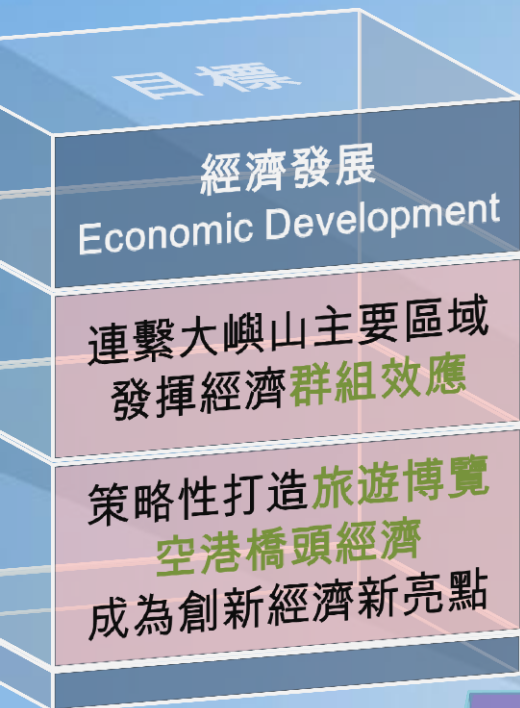 目標
經濟發展
Economic Development
連繫大嶼山主要區域
發揮經濟群組效應
策略性打造旅遊博覽
空港橋頭經濟
成為創新經濟新亮點